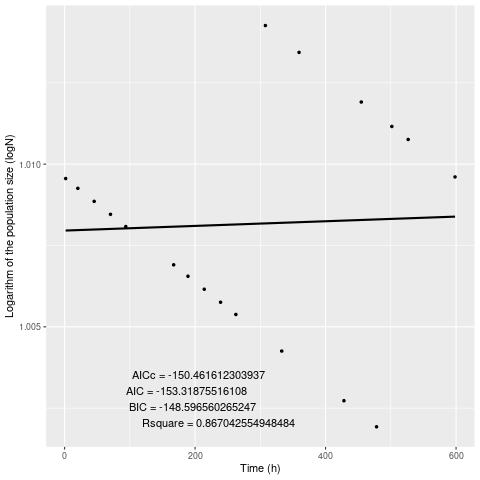 Logarithm of the population size (logN)
1.010
1.005
AICc = -150.461612303937
AIC = -153.31875516108
BIC = -148.596560265247
Rsquare = 0.867042554948484
0 200 400 600
Time (h)